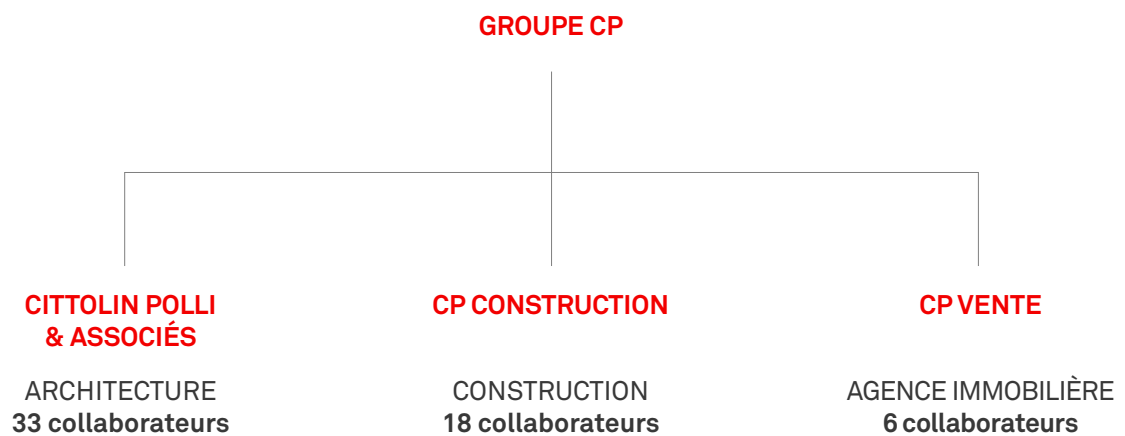 GROUPE CP
CITTOLIN POLLI
& ASSOCIÉS
ARCHITECTURE
33 collaborateurs
CP CONSTRUCTION
CONSTRUCTION
18 collaborateurs
CP VENTE
AGENCE IMMOBILIÈRE
6 collaborateurs